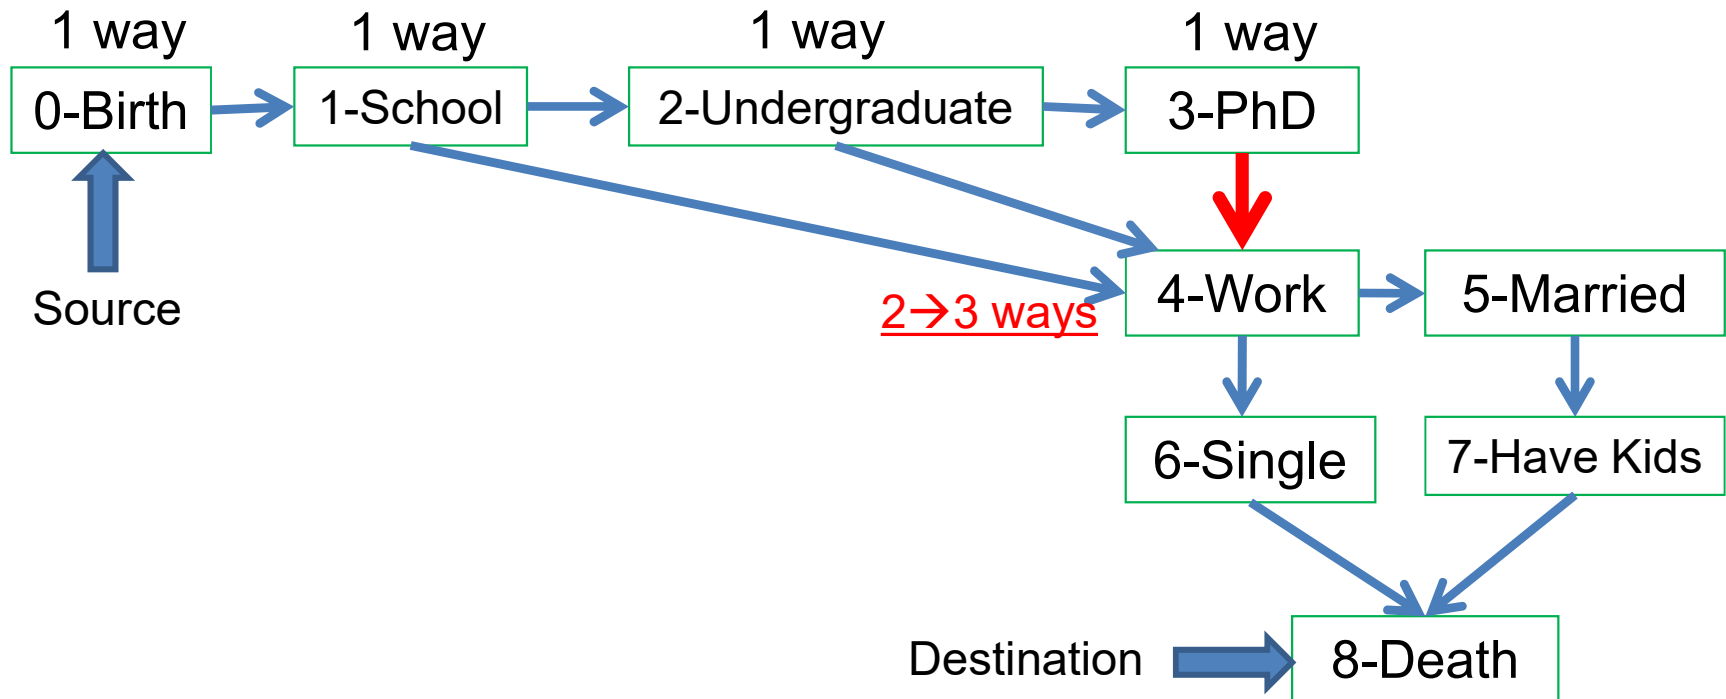 1 way
1 way
1 way
1 way
0-Birth
1-School
2-Undergraduate
3-PhD
Source
2→3 ways
4-Work
5-Married
6-Single
7-Have Kids
Destination
8-Death